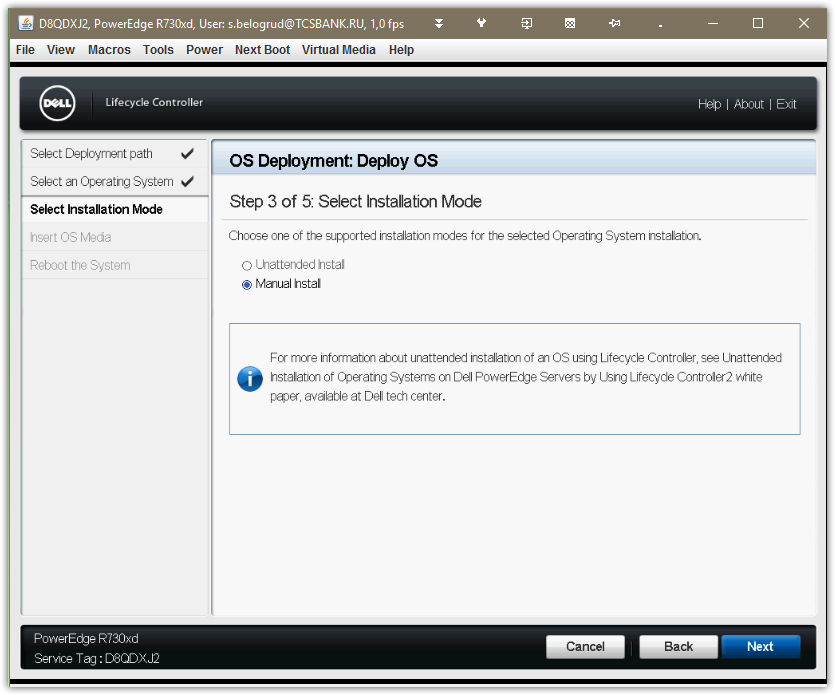 D8QDXJ2, PowerEdge R730xd, User: s.belogrud@TCSBANK.RU, 1,0 fps
File View Macros Tools Power Next Boot Virtual Media Help
DELL Lifecycle Controller
Help | About | Exit
Select Deployment path
Select an Operating System
Select Installation Mode
Insert OS Media
Reboot the System
OS Deployment: Deploy OS
Step 3 of 5: Select Installation Mode
Choose one of the supported installation modes for the selected Operating System installation.
Unattended Install
Manual Install
For more information about unattended installation of an OS using Lifecycle Controller, see Unattended
Installation of Operating Systems on Dell PowerEdge Servers by Using Lifecycle Controller2 white
paper, available at Dell tech center.
PowerEdge R730xd
Service Tag : D8QDXJ2
Cancel Back Next